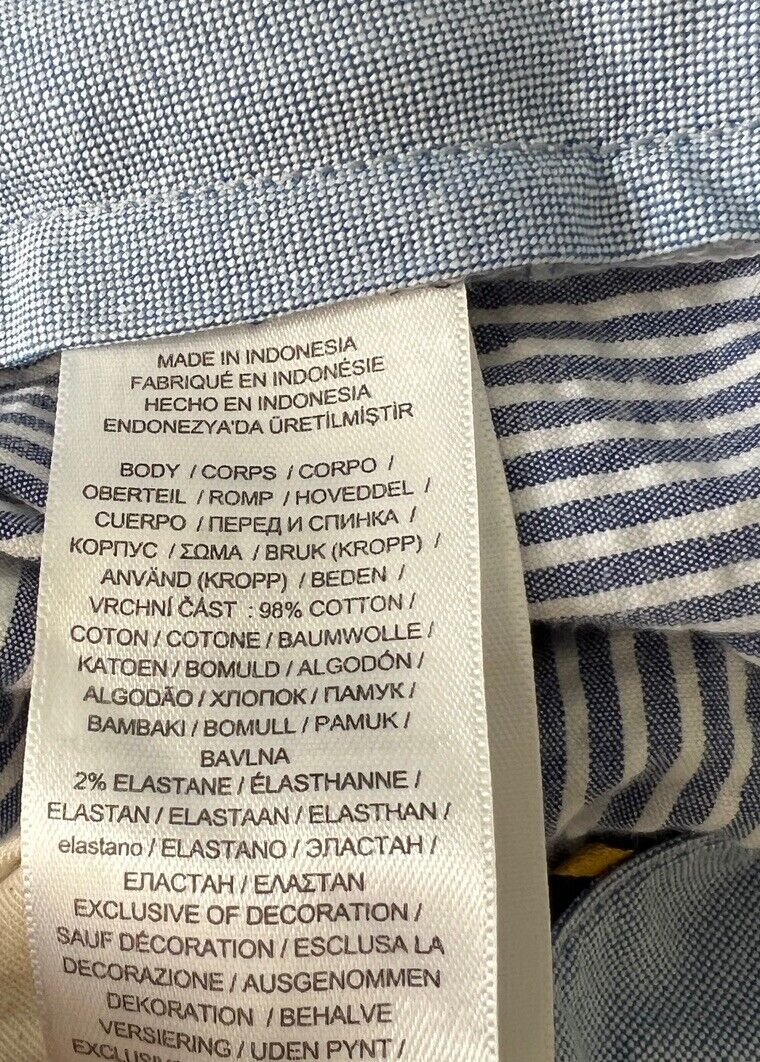 MADE IN INDONESIA
FABRIQUÉ EN INDONÉSIE
HECHO EN INDONESIA
ENDONEZYA'DA ÜRETİLMİŞTİR
BODY / CORPS / CORPO /
OBERTEIL / ROMP / HOVEDDEL /
CUERPO / ПЕРЕД И СПИНКА /
КОРПУС / ΣΩΜΑ / BRUK (KROPP) /
ANVÄND (KROPP) / BEDEN /
VRCHNÍ ČÁST : 98% COTTON /
COTON / COTONE / BAUMWOLLE /
KATOEN / BOMULD / ALGODÓN /
ALGODÃO / ХЛОПОК / ПАМУК /
BAMBAKI / BOMULL / PAMUK /
BAVLNA
2% ELASTANE / ÉLASTHANNE /
ELASTAN / ELASTAAN / ELASTHAN /
elastano / ELASTANO / ЭЛАСТАН /
ЕЛАСТАН / ΕΛΑΣΤΑΝ
EXCLUSIVE OF DECORATION /
SAUF DÉCORATION / ESCLUSA LA
DECORAZIONE / AUSGENOMMEN
DEKORATION / BEHALVE
VERSIERING / UDEN PYNT /
EXCLUSIVE